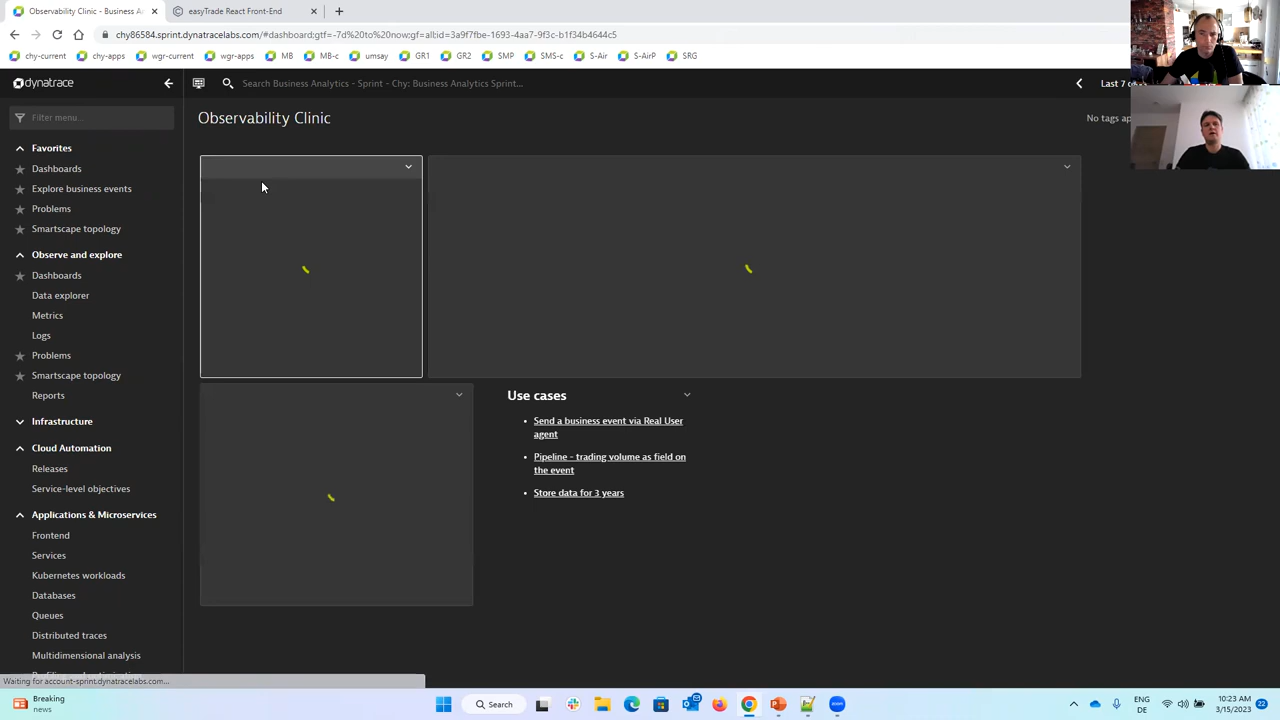 Observability Clinic - Business A
easyTrade React Front-End
chy86584.sprint.dynatracelabs.com/#dashboard;gtf=-7d%20to%20now;gf=all;id=3a9f7fbe-1693-4aa7-9f3c-b1f34b4644c5
chy-current
chy-apps
wgr-current
wgr-apps
MB
MB-c
umsay
GR1
GR2
SMP
SMS-c
S-Air
S-AirP
SRG
dynatrace
Search Business Analytics - Sprint - Chy: Business Analytics Sprint...
Last 7
Filter menu...
Observability Clinic
No tags ap
Favorites
Dashboards
Explore business events
Problems
Smartscape topology
Observe and explore
Dashboards
Data explorer
Metrics
Logs
Problems
Smartscape topology
Reports
Infrastructure
Cloud Automation
Releases
Service-level objectives
Applications & Microservices
Frontend
Services
Kubernetes workloads
Databases
Queues
Distributed traces
Multidimensional analysis
Use cases
• Send a business event via Real User
agent
• Pipeline - trading volume as field on
the event
• Store data for 3 years
Waiting for account-sprint.dynatracelabs.com...
Breaking
news
Search
ENG
DE
10:23 AM
3/15/2023
22